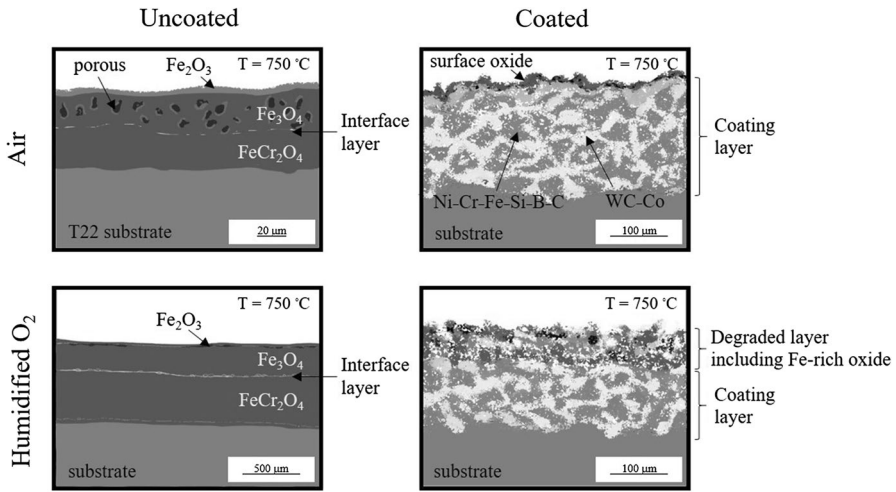 Uncoated
Coated
Air
porous
Fe₂O₃
T = 750 ˚C
Fe₃O₄
FeCr₂O₄
T22 substrate
20 μm
Interface
layer
surface oxide
T = 750 ˚C
Ni-Cr-Fe-Si-B-C
WC-Co
substrate
100 μm
Coating
layer
Humidified O₂
T = 750 ˚C
Fe₂O₃
Fe₃O₄
FeCr₂O₄
substrate
500 μm
Interface
layer
T = 750 ˚C
substrate
100 μm
Degraded layer
including Fe-rich oxide
Coating
layer